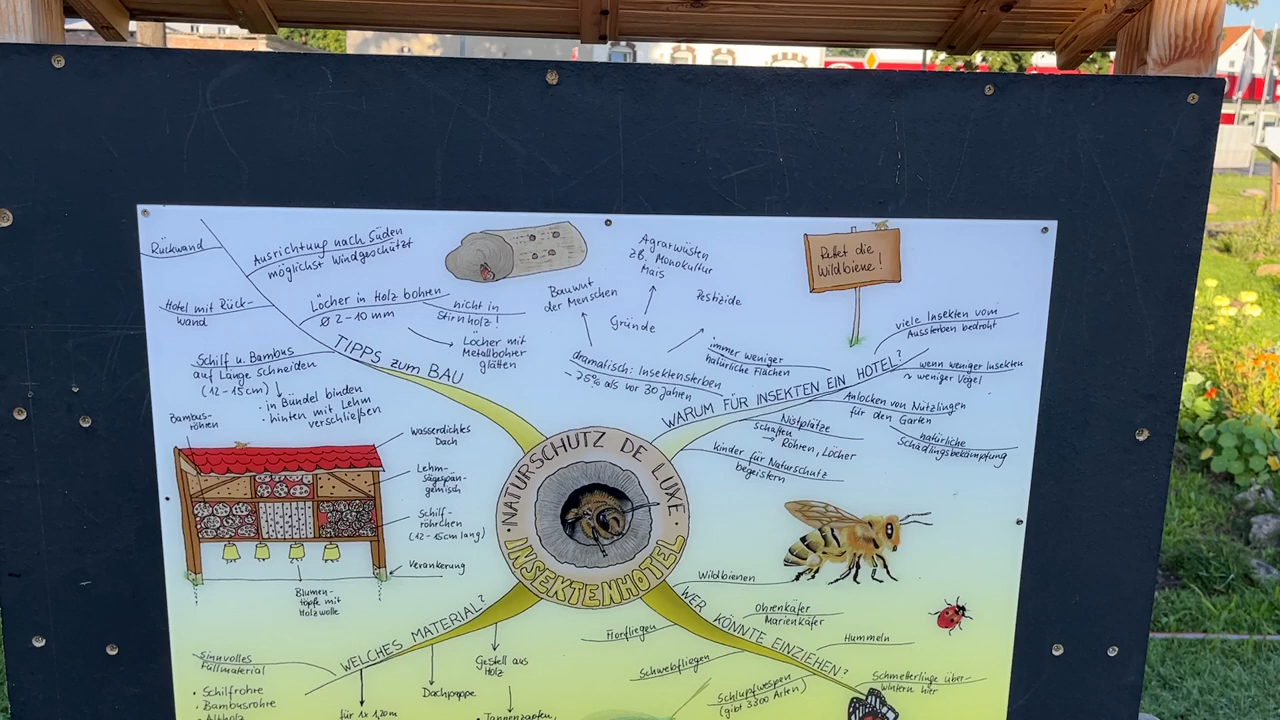 Rückwand
Ausrichtung nach Süden
möglichst windgeschützt
Hotel mit Rück-
wand
Löcher in Holz bohren
Ø 2-10 mm
nicht in
Stirnholz!
Löcher mit
Metallbohrer
glätten
Schilf u. Bambus
auf Länge schneiden
(12-15cm)
· in Bündel binden
· hinten mit Lehm
verschließen
TIPPS zum BAU
Bambus-
röhren
wasserdichtes
Dach
Lehm-
sägespan-
gemisch
Schilf-
röhrchen
(12-15cm lang)
Verankerung
Blumen-
töpfe mit
Holzwolle
Agrarwüsten
zB. Monokultur
Mais
Bauwut
der Menschen
Pestizide
Gründe
dramatisch: Insektensterben
-75% als vor 30 Jahren
immer weniger
natürliche Flächen
Rettet die
Wildbiene!
viele Insekten vom
Aussterben bedroht
wenn weniger Insekten
weniger Vögel
WARUM FÜR INSEKTEN EIN HOTEL?
Anlocken von Nützlingen
für den Garten
natürliche
Schädlingsbekämpfung
Nistplätze
schaffen
→ Röhren, Löcher
kinder für Naturschutz
begeistern
· NATURSCHUTZ DE LUXE ·
INSEKTENHOTEL
Wildbienen
WER KÖNNTE EINZIEHEN?
Ohrenkäfer
Marienkäfer
Florfliegen
Hummeln
Schwebfliegen
Schlupfwespen
(gibt 3300 Arten)
Schmetterlinge über-
wintern hier
WELCHES MATERIAL?
sinnvolles
Füllmaterial
· Schilfrohre
· Bambusrohre
· Altholz
für 1x 1,20m
Dachpappe
Gestell aus
Holz
· Tannenzapfen,